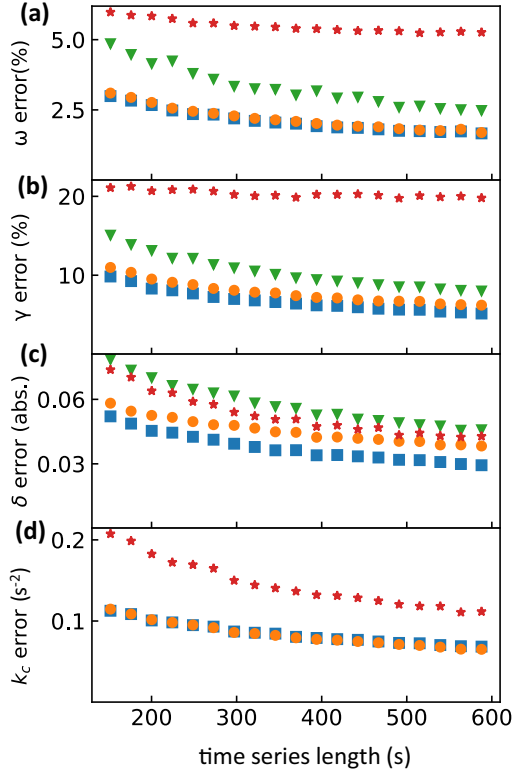 (a)
5.0
2.5
ω error(%)
(b)
20
10
γ error (%)
(c)
0.06
0.03
δ error (abs.)
(d)
0.2
0.1
k_c error (s⁻²)
200 300 400 500 600
time series length (s)